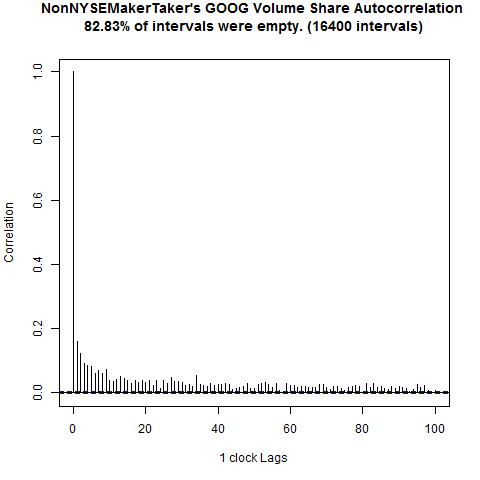 NonNYSEMakerTaker's GOOG Volume Share Autocorrelation
82.83% of intervals were empty. (16400 intervals)
1.0
0.8
0.6
0.4
0.2
0.0
Correlation
0 20 40 60 80 100
1 clock Lags